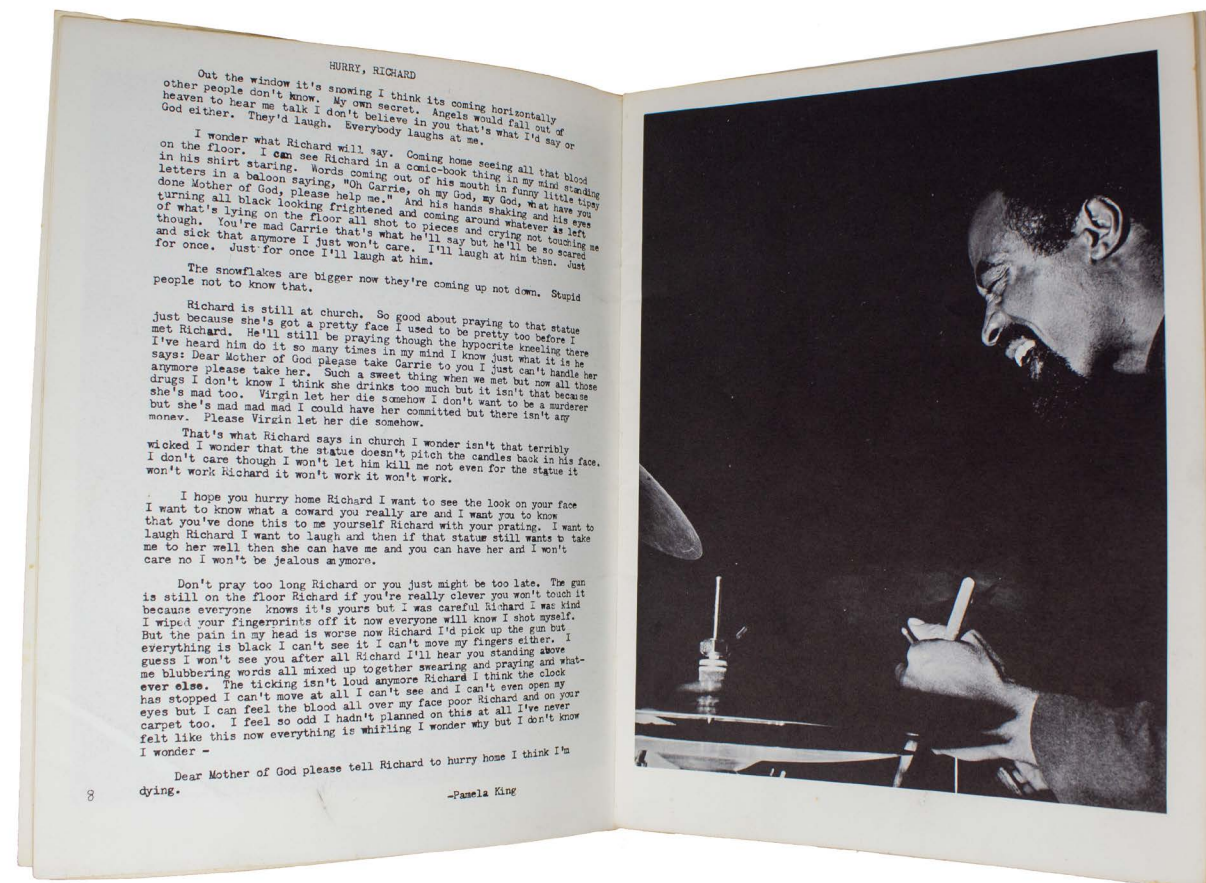 HURRY, RICHARD
Out the window it's snowing I think its coming horizontally
other people don't know. My own secret. Angels would fall out of
heaven to hear me talk I don't believe in you that's what I'd say or
God either. They'd laugh. Everybody laughs at me.
I wonder what Richard will say. Coming home seeing all that blood
on the floor. I can see Richard in a comic-book thing in my mind standing
in his shirt staring. Words coming out of his mouth in funny little tipsy
letters in a baloon saying, "Oh Carrie, oh my God, my God, what have you
done Mother of God, please help me." And his hands shaking and his eyes
turning all black looking frightened and coming around whatever is left
of what's lying on the floor all shot to pieces and crying not touching me
though. You're mad Carrie that's what he'll say but he'll be so scared
and sick that anymore I just won't care. I'll laugh at him then. Just
for once. Just for once I'll laugh at him.
The snowflakes are bigger now they're coming up not down. Stupid
people not to know that.
Richard is still at church. So good about praying to that statue
just because she's got a pretty face I used to be pretty too before I
met Richard. He'll still be praying though the hypocrite kneeling there
I've heard him do it so many times in my mind I know just what it is he
says: Dear Mother of God please take Carrie to you I just can't handle her
anymore please take her. Such a sweet thing when we met but now all those
drugs I don't know I think she drinks too much but it isn't that because
she's mad too. Virgin let her die somehow I don't want to be a murderer
but she's mad mad mad I could have her committed but there isn't any
money. Please Virgin let her die somehow.
That's what Richard says in church I wonder isn't that terribly
wicked I wonder that the statue doesn't pitch the candles back in his face.
I don't care though I won't let him kill me not even for the statue it
won't work Richard it won't work it won't work.
I hope you hurry home Richard I want to see the look on your face
I want to know what a coward you really are and I want you to know
that you've done this to me yourself Richard with your prating. I want to
laugh Richard I want to laugh and then if that statue still wants to take
me to her well then she can have me and you can have her and I won't
care no I won't be jealous anymore.
Don't pray too long Richard or you just might be too late. The gun
is still on the floor Richard if you're really clever you won't touch it
because everyone knows it's yours but I was careful Richard I was kind
I wiped your fingerprints off it now everyone will know I shot myself.
But the pain in my head is worse now Richard I'd pick up the gun but
everything is black I can't see it I can't move my fingers either. I
guess I won't see you after all Richard I'll hear you standing above
me blubbering words all mixed up together swearing and praying and what-
ever else. The ticking isn't loud anymore Richard I think the clock
has stopped I can't move at all I can't see and I can't even open my
eyes but I can feel the blood all over my face poor Richard and on your
carpet too. I feel so odd I hadn't planned on this at all I've never
felt like this now everything is whirling I wonder why but I don't know
I wonder -
Dear Mother of God please tell Richard to hurry home I think I'm
dying.
-Pamela King
8